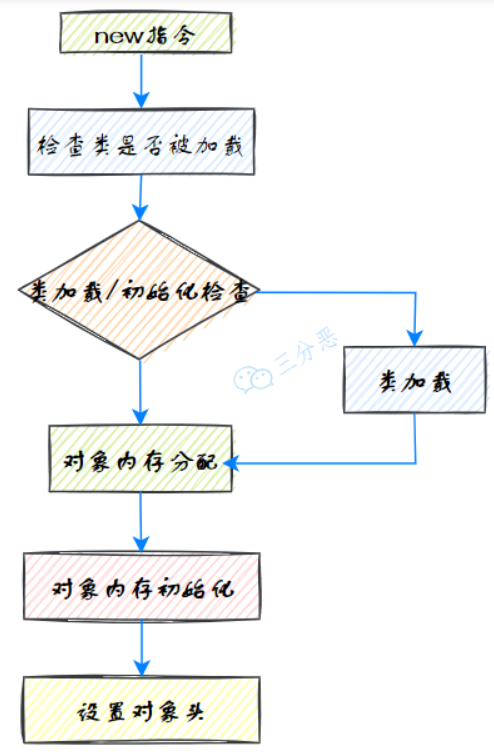 new指令
检查类是否被加载
类加载/初始化检查
三分恶
类加载
对象内存分配
对象内存初始化
设置对象头